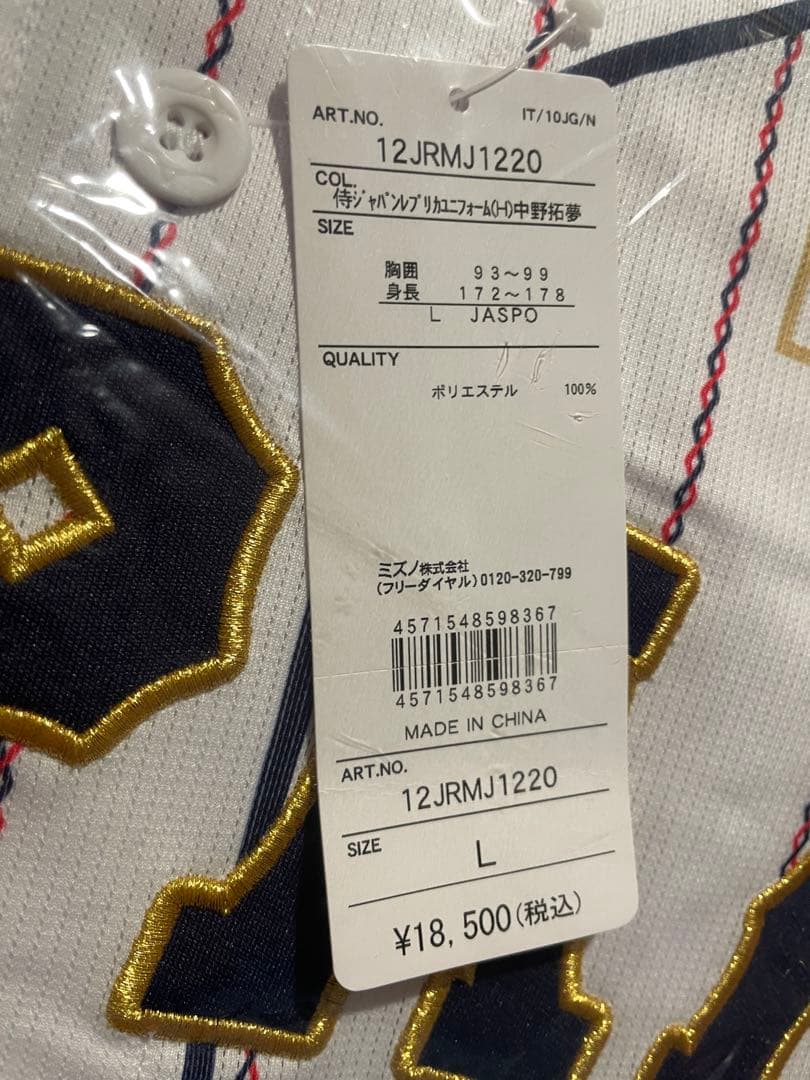 ART.NO.
IT/10JG/N
12JRMJ1220
COL.
侍ジャパンレプリカユニフォーム(H)中野拓夢
SIZE
胸囲 93～99
身長 172～178
L JASPO
QUALITY
ポリエステル 100%
ミズノ株式会社
(フリーダイヤル)0120-320-799
4571548598367
4571548598367
MADE IN CHINA
ART.NO.
12JRMJ1220
SIZE
L
¥18,500(税込)